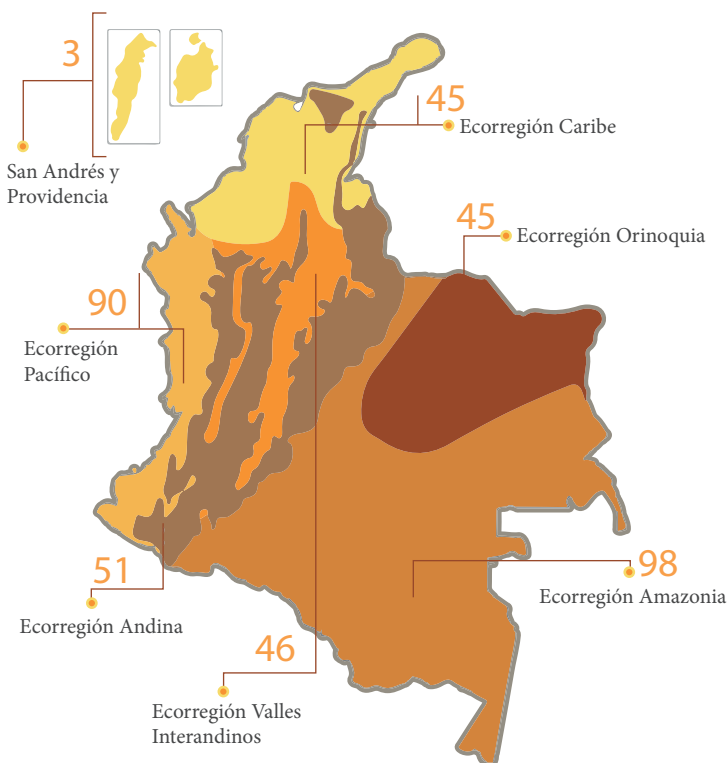 3
San Andrés y
Providencia
45
Ecorregión Caribe
45
Ecorregión Orinoquia
90
Ecorregión
Pacífico
51
Ecorregión Andina
46
Ecorregión Valles
Interandinos
98
Ecorregión Amazonia